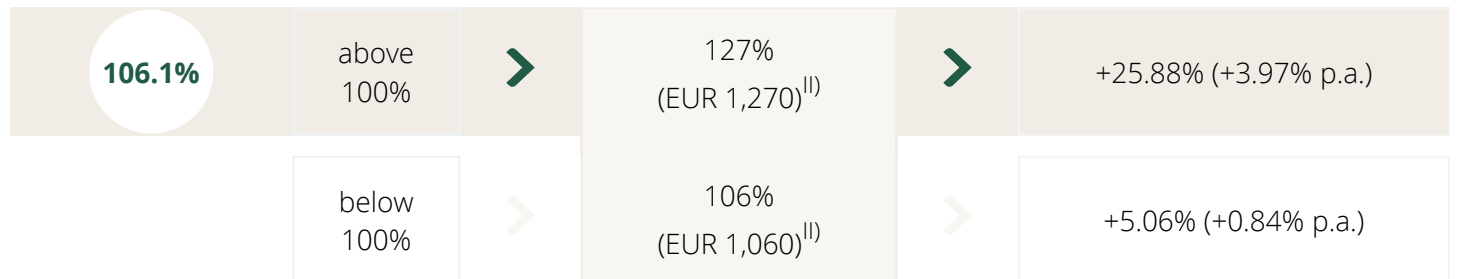 106.1%
above
100%
127%
(EUR 1,270)II)
+25.88% (+3.97% p.a.)
below
100%
106%
(EUR 1,060)II)
+5.06% (+0.84% p.a.)